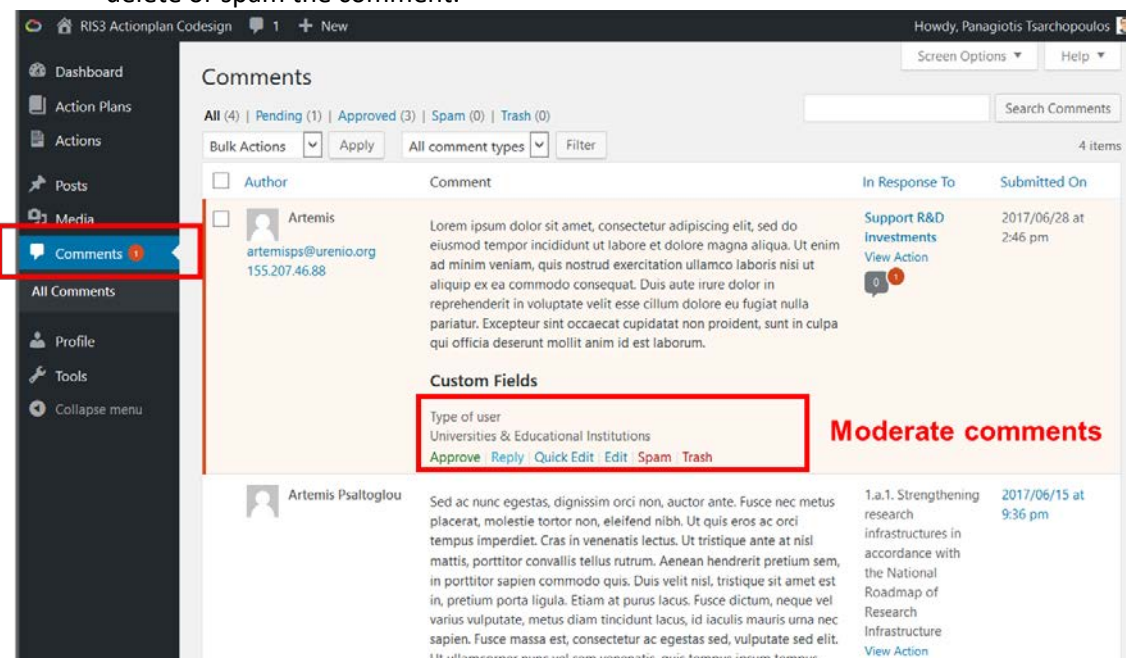 delete or spam the comment.
RIS3 Actionplan Codesign 1 + New Howdy, Panagiotis Tsarchopoulos
Screen Options ▼ Help ▼
Dashboard
Action Plans
Actions
Posts
Media
Comments 1
All Comments
Profile
Tools
Collapse menu
Comments
All (4) | Pending (1) | Approved (3) | Spam (0) | Trash (0)
Search Comments
Bulk Actions Apply All comment types Filter
4 items
Author Comment In Response To Submitted On
Artemis
artemisps@urenio.org
155.207.46.88
Lorem ipsum dolor sit amet, consectetur adipiscing elit, sed do
eiusmod tempor incididunt ut labore et dolore magna aliqua. Ut enim
ad minim veniam, quis nostrud exercitation ullamco laboris nisi ut
aliquip ex ea commodo consequat. Duis aute irure dolor in
reprehenderit in voluptate velit esse cillum dolore eu fugiat nulla
pariatur. Excepteur sint occaecat cupidatat non proident, sunt in culpa
qui officia deserunt mollit anim id est laborum.
Custom Fields
Type of user
Universities & Educational Institutions
Approve | Reply | Quick Edit | Edit | Spam | Trash
Support R&D
Investments
View Action
0 1
2017/06/28 at
2:46 pm
Moderate comments
Artemis Psaltoglou
Sed ac nunc egestas, dignissim orci non, auctor ante. Fusce nec metus
placerat, molestie tortor non, eleifend nibh. Ut quis eros ac orci
tempus imperdiet. Cras in venenatis lectus. Ut tristique ante at nisl
mattis, porttitor convallis tellus rutrum. Aenean hendrerit pretium sem,
in porttitor sapien commodo quis. Duis velit nisl, tristique sit amet est
in, pretium porta ligula. Etiam at purus lacus. Fusce dictum, neque vel
varius vulputate, metus diam tincidunt lacus, id iaculis mauris urna nec
sapien. Fusce massa est, consectetur ac egestas sed, vulputate sed elit.
1.a.1. Strengthening
research
infrastructures in
accordance with
the National
Roadmap of
Research
Infrastructure
View Action
2017/06/15 at
9:36 pm